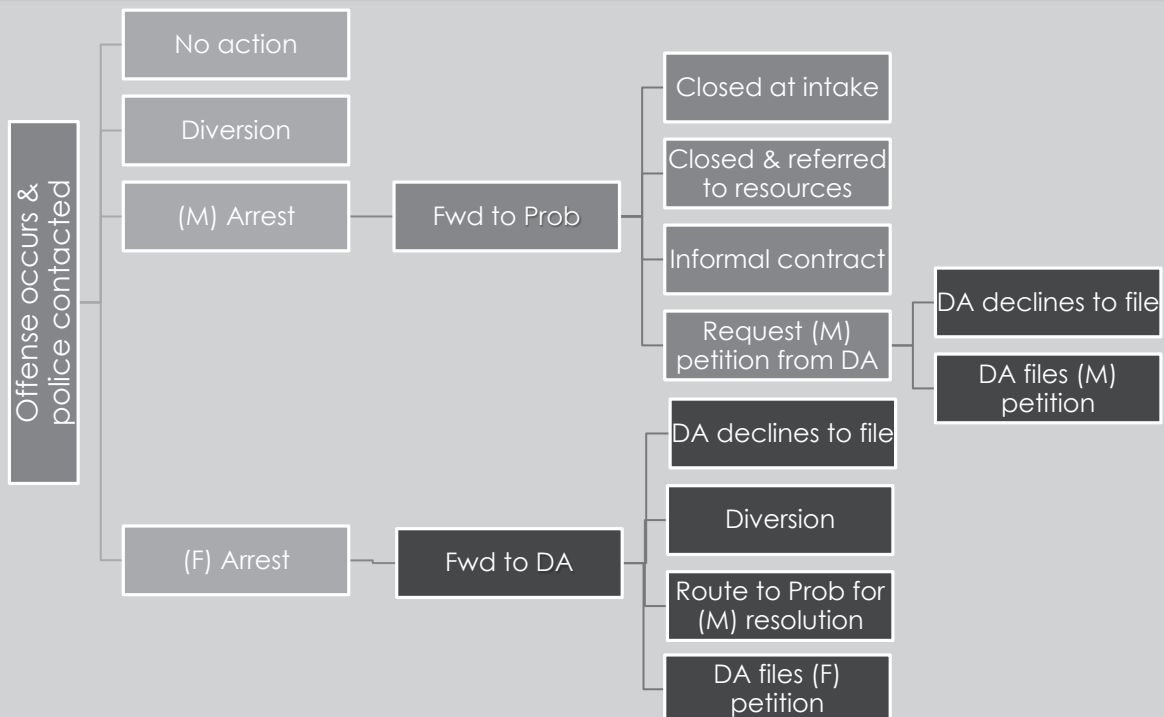 Offense occurs &
police contacted
No action
Diversion
(M) Arrest
Fwd to Prob
Closed at intake
Closed & referred
to resources
Informal contract
Request (M)
petition from DA
DA declines to file
DA files (M)
petition
(F) Arrest
Fwd to DA
DA declines to file
Diversion
Route to Prob for
(M) resolution
DA files (F)
petition